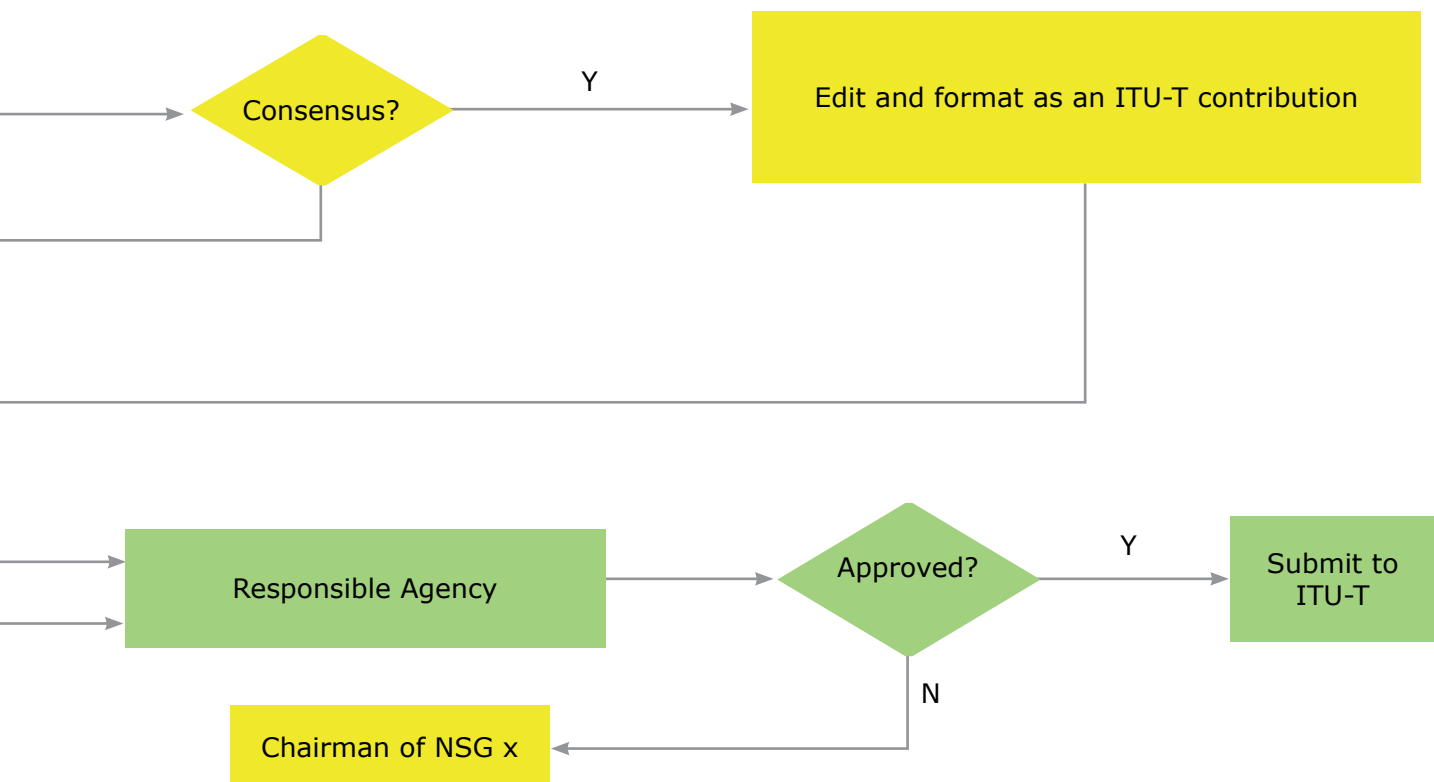 Consensus?
Y
Edit and format as an ITU-T contribution
Responsible Agency
Approved?
Y
Submit to
ITU-T
N
Chairman of NSG x